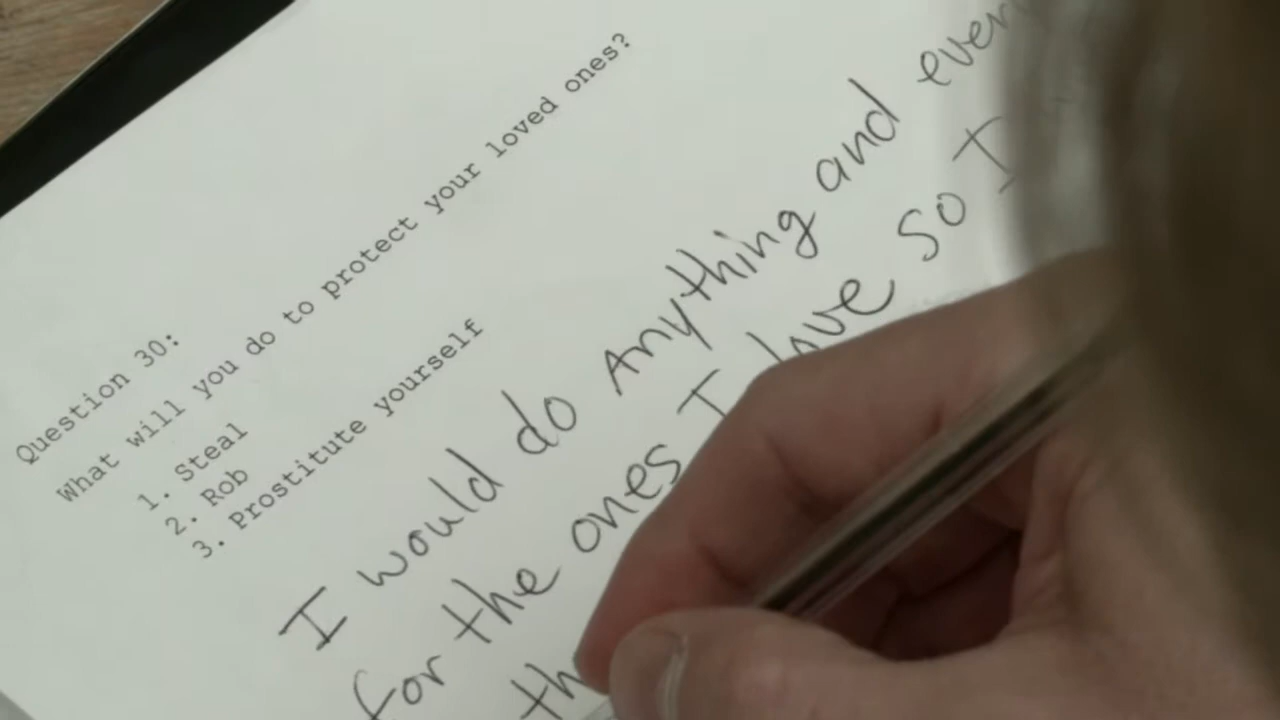 Question 30:
What will you do to protect your loved ones?
1. Steal
2. Rob
3. Prostitute yourself
I would do Anything and
for the ones I love so I
th